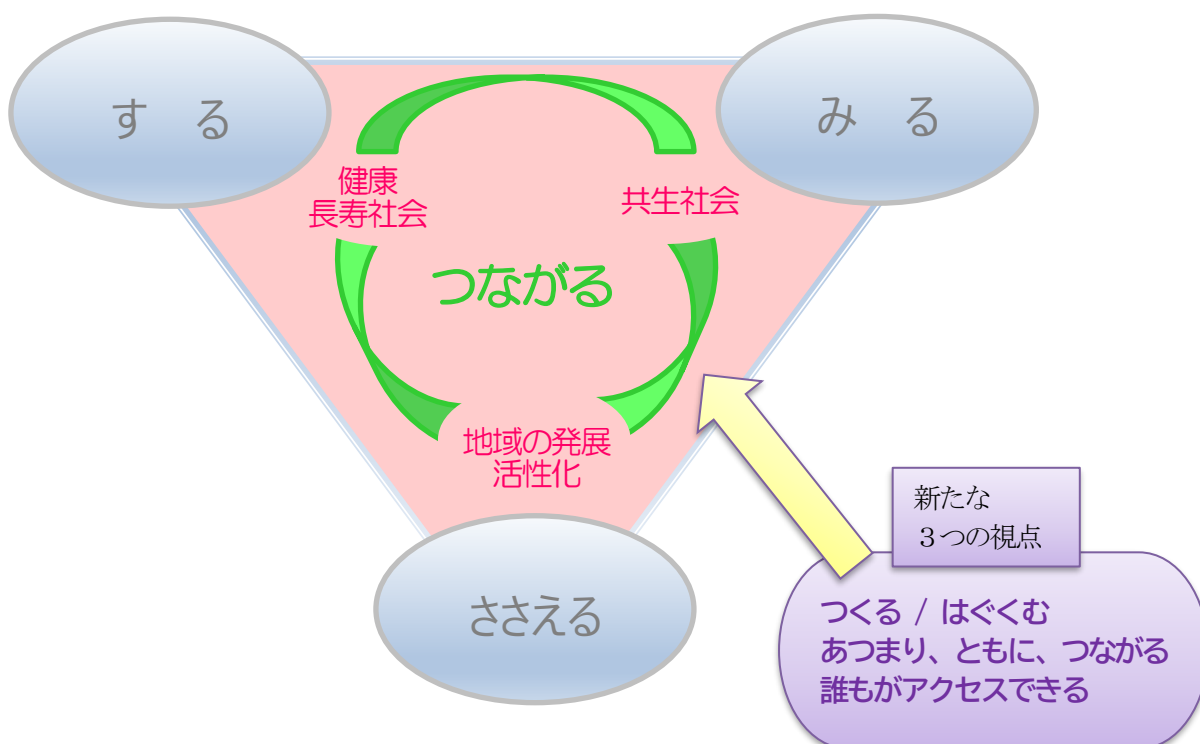 す　る
み　る
健康
長寿社会
共生社会
つながる
地域の発展
活性化
ささえる
新たな
３つの視点
つくる / はぐくむ
あつまり、ともに、つながる
誰もがアクセスできる